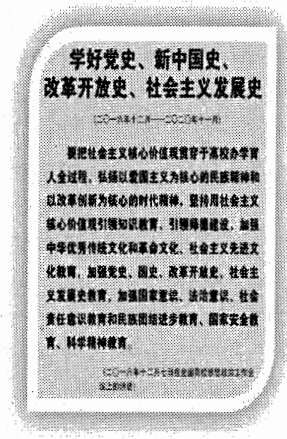 学好党史、新中国史、
改革开放史、社会主义发展史
(二〇一六年十二月——二〇二〇年十一月)
要把社会主义核心价值观贯穿于高校办学育
人全过程，弘扬以爱国主义为核心的民族精神和
以改革创新为核心的时代精神，坚持用社会主义
核心价值观引领知识教育、引领师德建设，加强
中华优秀传统文化和革命文化、社会主义先进文
化教育，加强党史、国史、改革开放史、社会主
义发展史教育，加强国家意识、法治意识、社会
责任意识教育和民族团结进步教育、国家安全教
育、科学精神教育。
(二〇一六年十二月七日在全国高校思想政治工作会
议上的讲话)